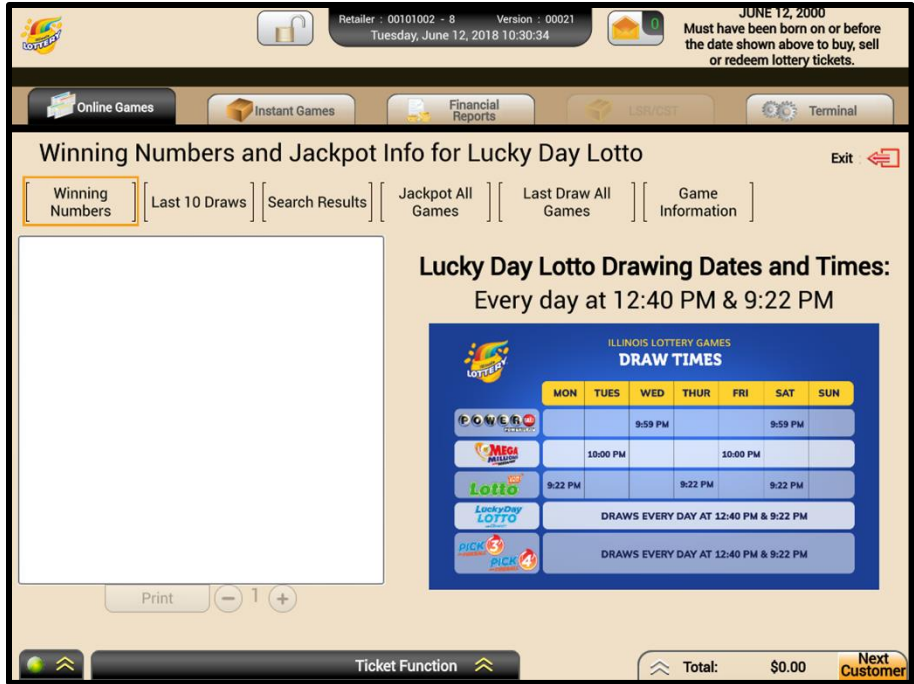 LOTTERY
Retailer : 00101002 - 8 Version : 00021
Tuesday, June 12, 2018 10:30:34
0
JUNE 12, 2000
Must have been born on or before
the date shown above to buy, sell
or redeem lottery tickets.
Online Games
Instant Games
Financial
Reports
LSR/CST
Terminal
Winning Numbers and Jackpot Info for Lucky Day Lotto
Exit
Winning
Numbers
Last 10 Draws
Search Results
Jackpot All
Games
Last Draw All
Games
Game
Information
Lucky Day Lotto Drawing Dates and Times:
Every day at 12:40 PM & 9:22 PM
LOTTERY
ILLINOIS LOTTERY GAMES
DRAW TIMES
MON TUES WED THUR FRI SAT SUN
POWER
9:59 PM 9:59 PM
MEGA
MILLIONS
10:00 PM 10:00 PM
Lotto
9:22 PM 9:22 PM 9:22 PM
LuckyDay
LOTTO
DRAWS EVERY DAY AT 12:40 PM & 9:22 PM
PICK 3
PICK 4
DRAWS EVERY DAY AT 12:40 PM & 9:22 PM
Print 1
Ticket Function
Total: $0.00
Next
Customer